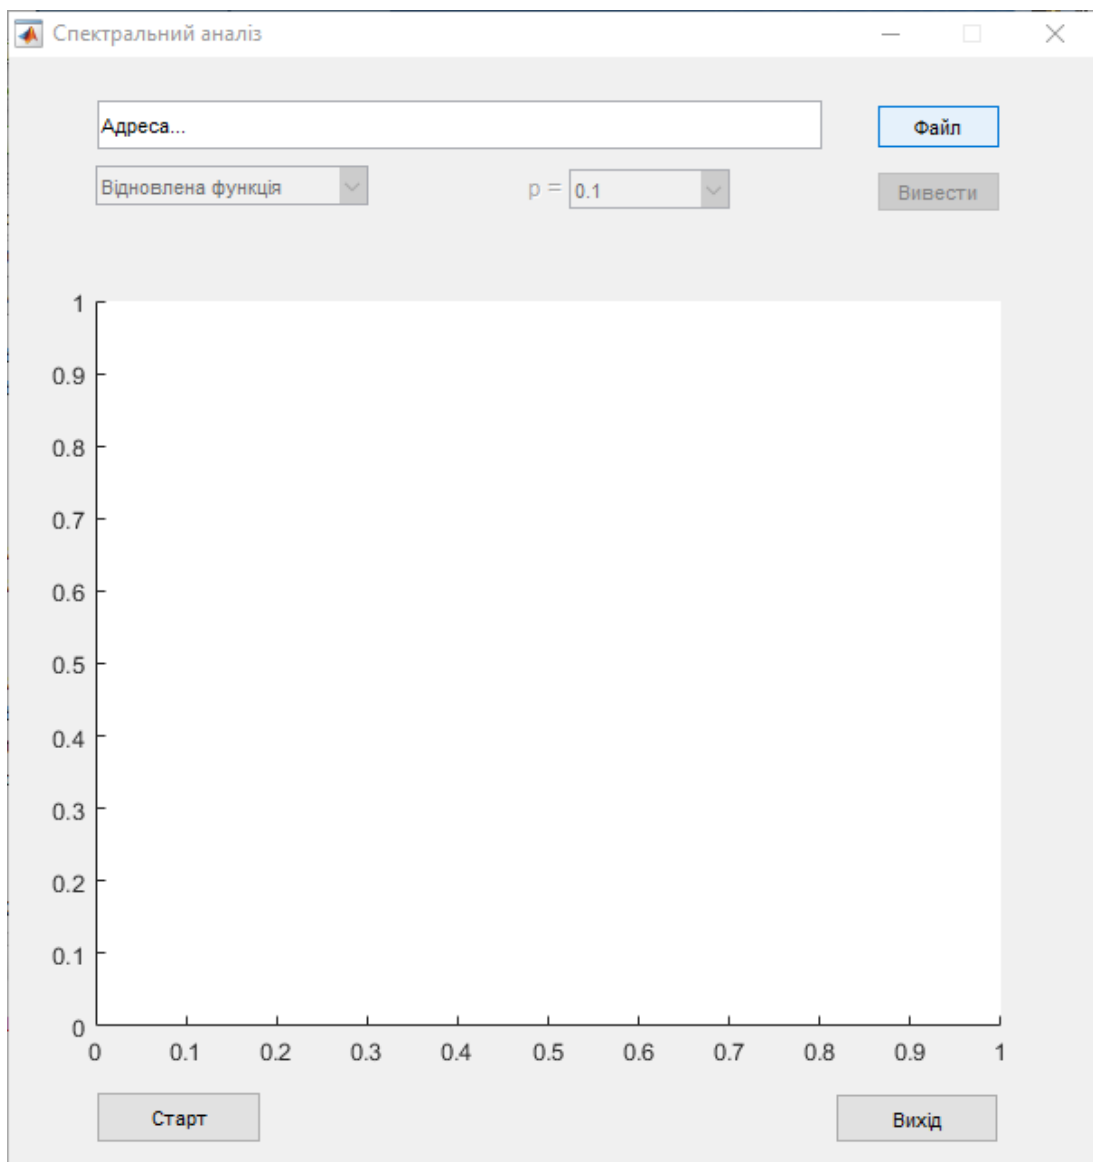 Спектральний аналіз
Адреса...
Файл
Відновлена функція
p = 0.1
Вивести
1
0.9
0.8
0.7
0.6
0.5
0.4
0.3
0.2
0.1
0
0 0.1 0.2 0.3 0.4 0.5 0.6 0.7 0.8 0.9 1
Старт
Вихід